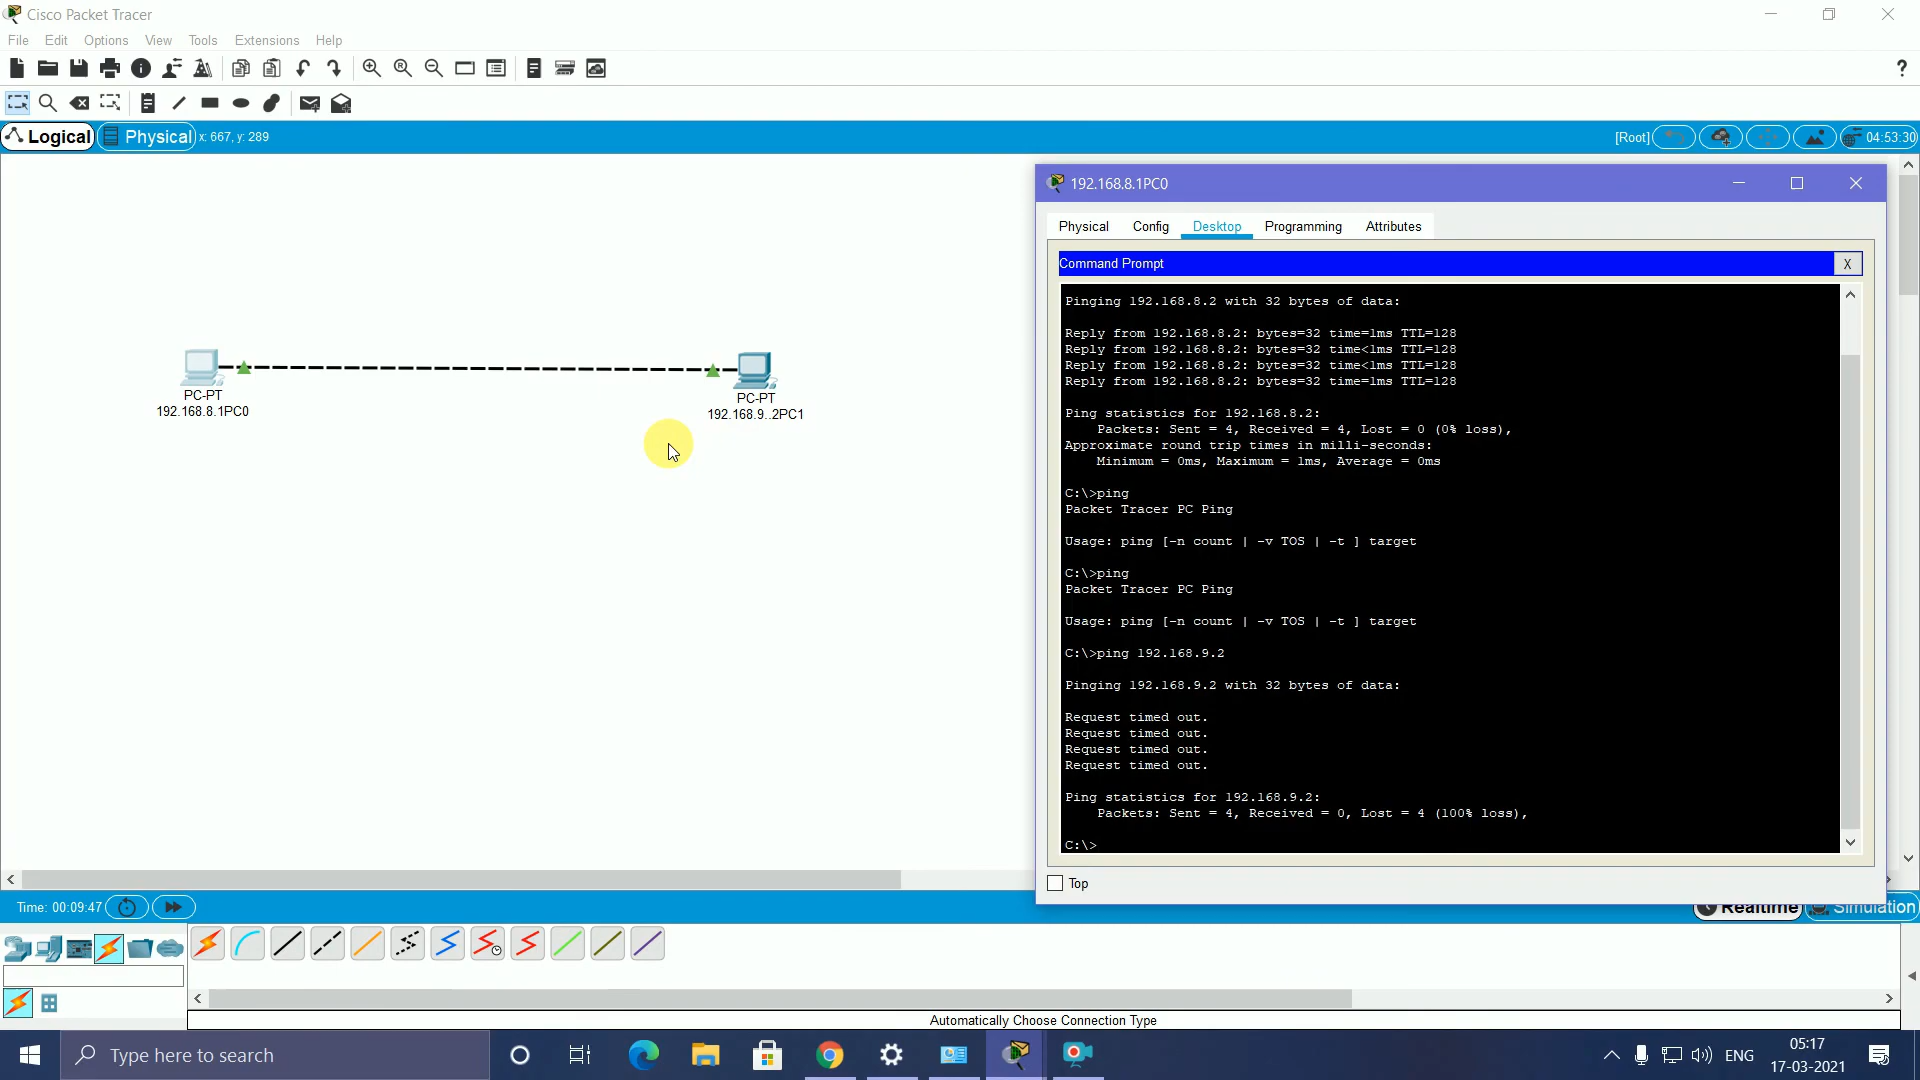 Cisco Packet Tracer
File Edit Options View Tools Extensions Help
?
Logical Physical x: 667, y: 289
[Root] 04:53:30
PC-PT
192.168.8.1PC0
PC-PT
192.168.9..2PC1
192.168.8.1PC0
Physical Config Desktop Programming Attributes
Command Prompt
X
Pinging 192.168.8.2 with 32 bytes of data:
Reply from 192.168.8.2: bytes=32 time=1ms TTL=128
Reply from 192.168.8.2: bytes=32 time<1ms TTL=128
Reply from 192.168.8.2: bytes=32 time<1ms TTL=128
Reply from 192.168.8.2: bytes=32 time=1ms TTL=128
Ping statistics for 192.168.8.2:
Packets: Sent = 4, Received = 4, Lost = 0 (0% loss),
Approximate round trip times in milli-seconds:
Minimum = 0ms, Maximum = 1ms, Average = 0ms
C:\>ping
Packet Tracer PC Ping
Usage: ping [-n count | -v TOS | -t ] target
C:\>ping
Packet Tracer PC Ping
Usage: ping [-n count | -v TOS | -t ] target
C:\>ping 192.168.9.2
Pinging 192.168.9.2 with 32 bytes of data:
Request timed out.
Request timed out.
Request timed out.
Request timed out.
Ping statistics for 192.168.9.2:
Packets: Sent = 4, Received = 0, Lost = 4 (100% loss),
C:\>
Top
Time: 00:09:47
Realtime Simulation
Automatically Choose Connection Type
Type here to search
ENG
05:17
17-03-2021